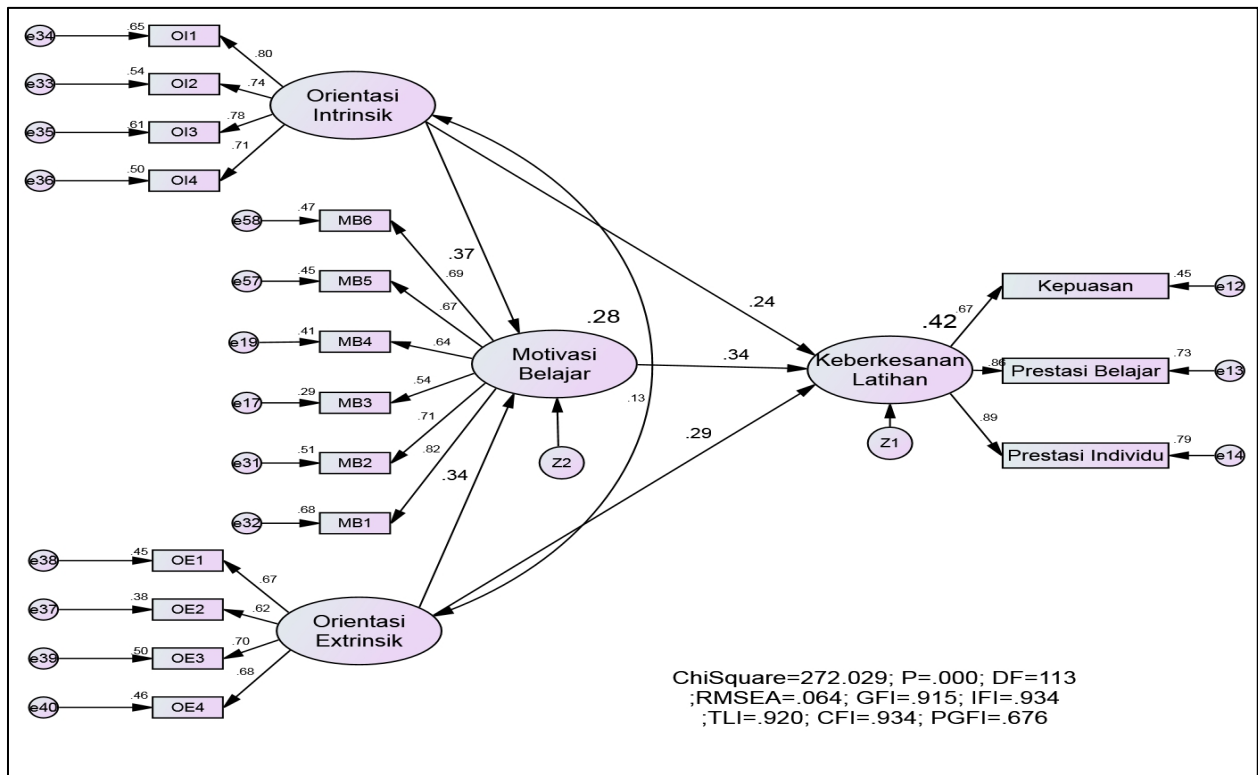 e34 .65 OI1 .80
e33 .54 OI2 .74
e35 .61 OI3 .78
e36 .50 OI4 .71
Orientasi
Intrinsik
e58 .47 MB6 .69
e57 .45 MB5 .67
e19 .41 MB4 .64
e17 .29 MB3 .54
e31 .51 MB2 .71
e32 .68 MB1 .82
.37
.28
Motivasi
Belajar
Z2
.34
.24
.34
.13
.29
.42
Keberkesanan
Latihan
Z1
.67 Kepuasan .45 e12
.86 Prestasi Belajar .73 e13
.89 Prestasi Individu .79 e14
e38 .45 OE1 .67
e37 .38 OE2 .62
e39 .50 OE3 .70
e40 .46 OE4 .68
Orientasi
Extrinsik
ChiSquare=272.029; P=.000; DF=113
;RMSEA=.064; GFI=.915; IFI=.934
;TLI=.920; CFI=.934; PGFI=.676